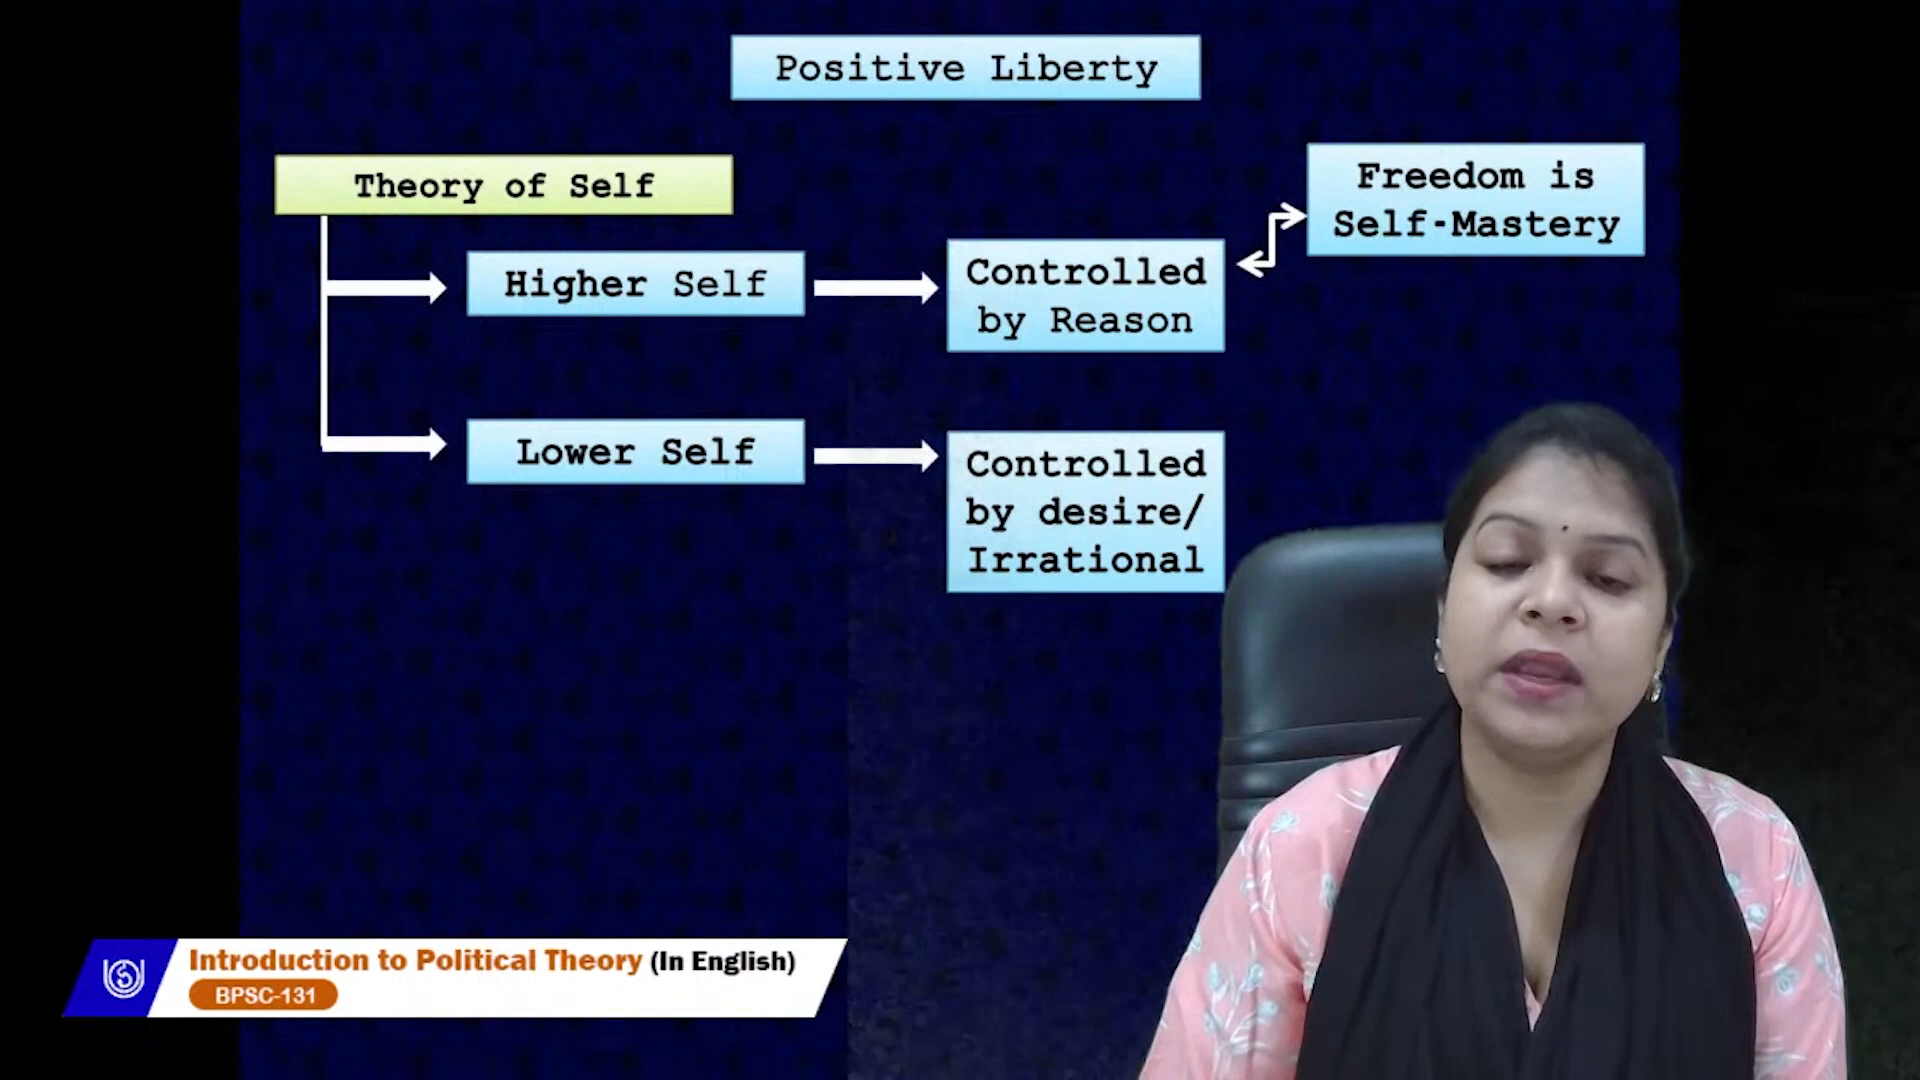 Positive Liberty
Theory of Self
Freedom is
Self-Mastery
Higher Self
Controlled
by Reason
Lower Self
Controlled
by desire/
Irrational
Introduction to Political Theory (In English)
BPSC-131